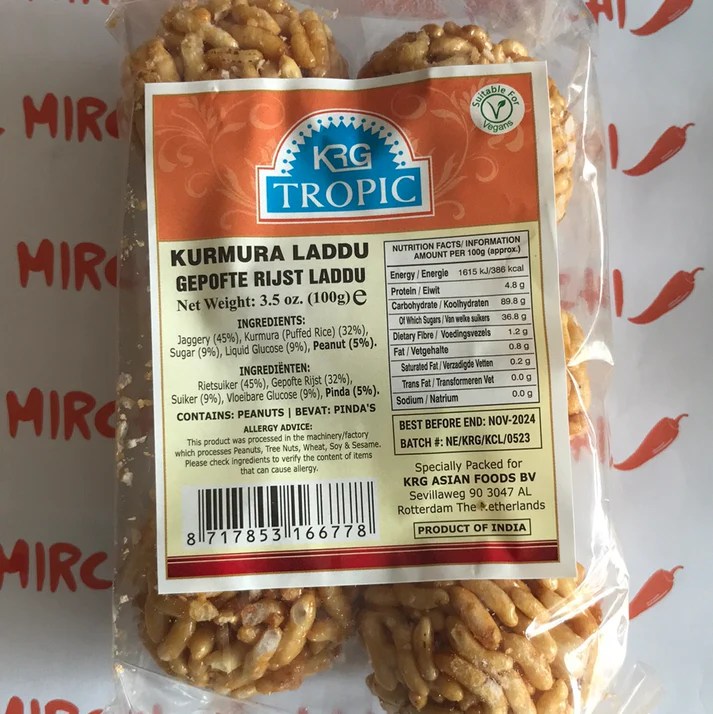 Suitable For
Vegans
KRG
TROPIC
KURMURA LADDU
GEPOFTE RIJST LADDU
Net Weight: 3.5 oz. (100g) e
INGREDIENTS:
Jaggery (45%), Kurmura (Puffed Rice) (32%),
Sugar (9%), Liquid Glucose (9%), Peanut (5%).
INGREDIËNTEN:
Rietsuiker (45%), Gepofte Rijst (32%),
Suiker (9%), Vloeibare Glucose (9%), Pinda (5%).
CONTAINS: PEANUTS | BEVAT: PINDA'S
ALLERGY ADVICE:
This product was processed in the machinery/factory
which processes Peanuts, Tree Nuts, Wheat, Soy & Sesame.
Please check ingredients to verify the content of items
that can cause allergy.
8 717853 166778
NUTRITION FACTS/ INFORMATION
AMOUNT PER 100g (approx.)
Energy / Energie 1615 kJ/386 kcal
Protein / Eiwit 4.8 g
Carbohydrate / Koolhydraten 89.8 g
Of Which Sugars / Van welke suikers 36.8 g
Dietary Fibre / Voedingsvezels 1.2 g
Fat / Vetgehalte 0.8 g
Saturated Fat / Verzadigde Vetten 0.2 g
Trans Fat / Transformeren Vet 0.0 g
Sodium / Natrium 0.0 g
BEST BEFORE END: NOV-2024
BATCH #: NE/KRG/KCL/0523
Specially Packed for
KRG ASIAN FOODS BV
Sevillaweg 90 3047 AL
Rotterdam The Netherlands
PRODUCT OF INDIA
MIRC
MIRC
MIRC
MIRC